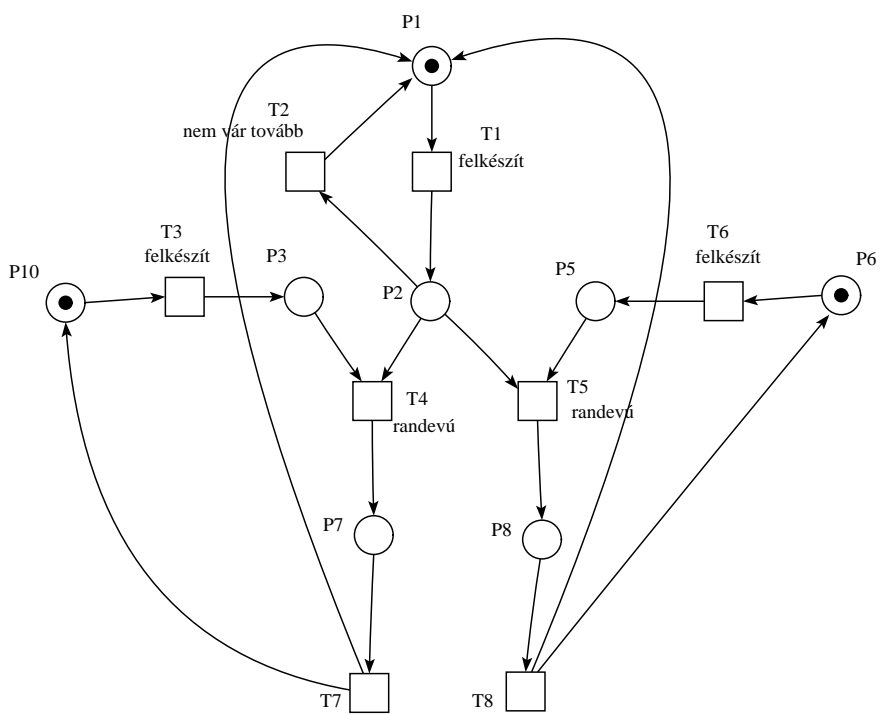 P1
T2
nem vár tovább
T1
felkészít
T3
felkészít
P3
P10
P2
P5
T6
felkészít
P6
T4
randevú
T5
randevú
P7
P8
T7
T8